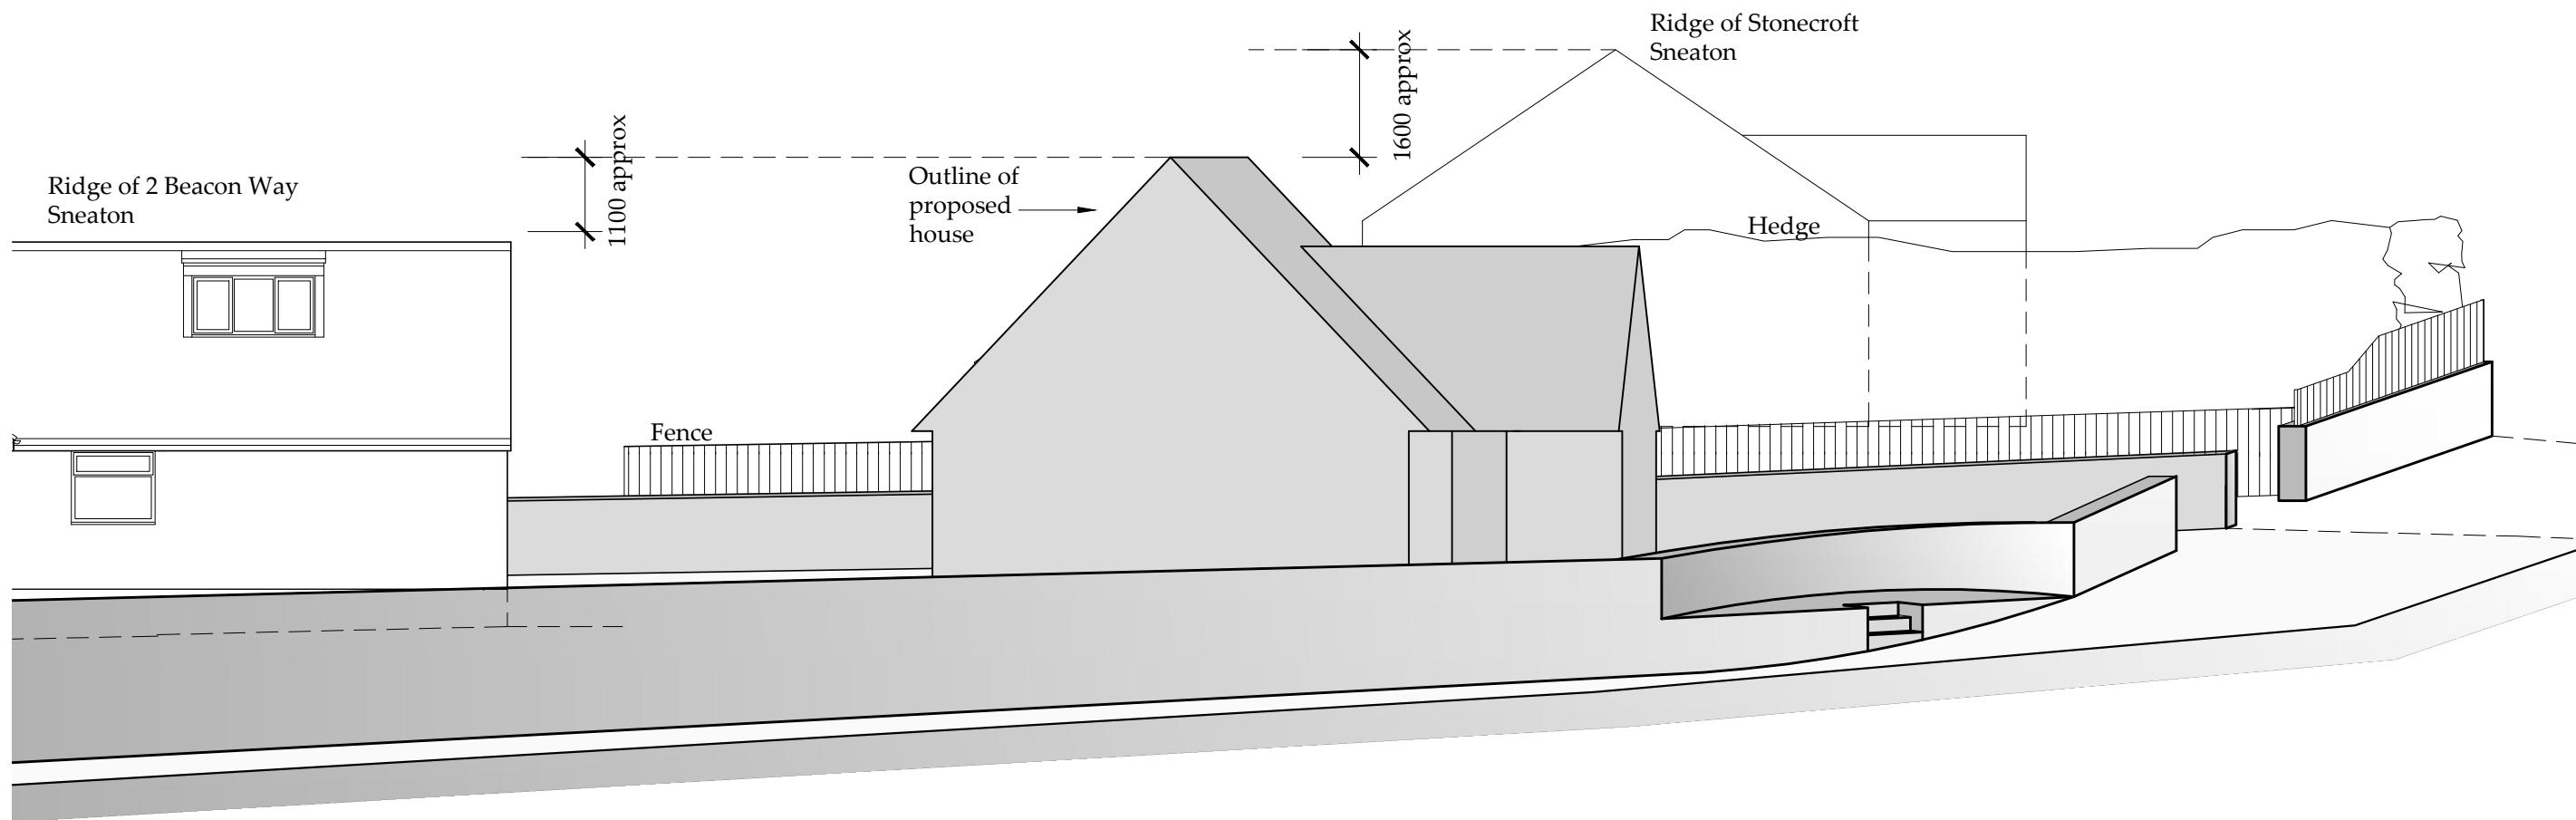 Ridge of Stonecroft
Sneaton
1600 approx
1100 approx
Ridge of 2 Beacon Way
Sneaton
Outline of
proposed
house
Hedge
Fence